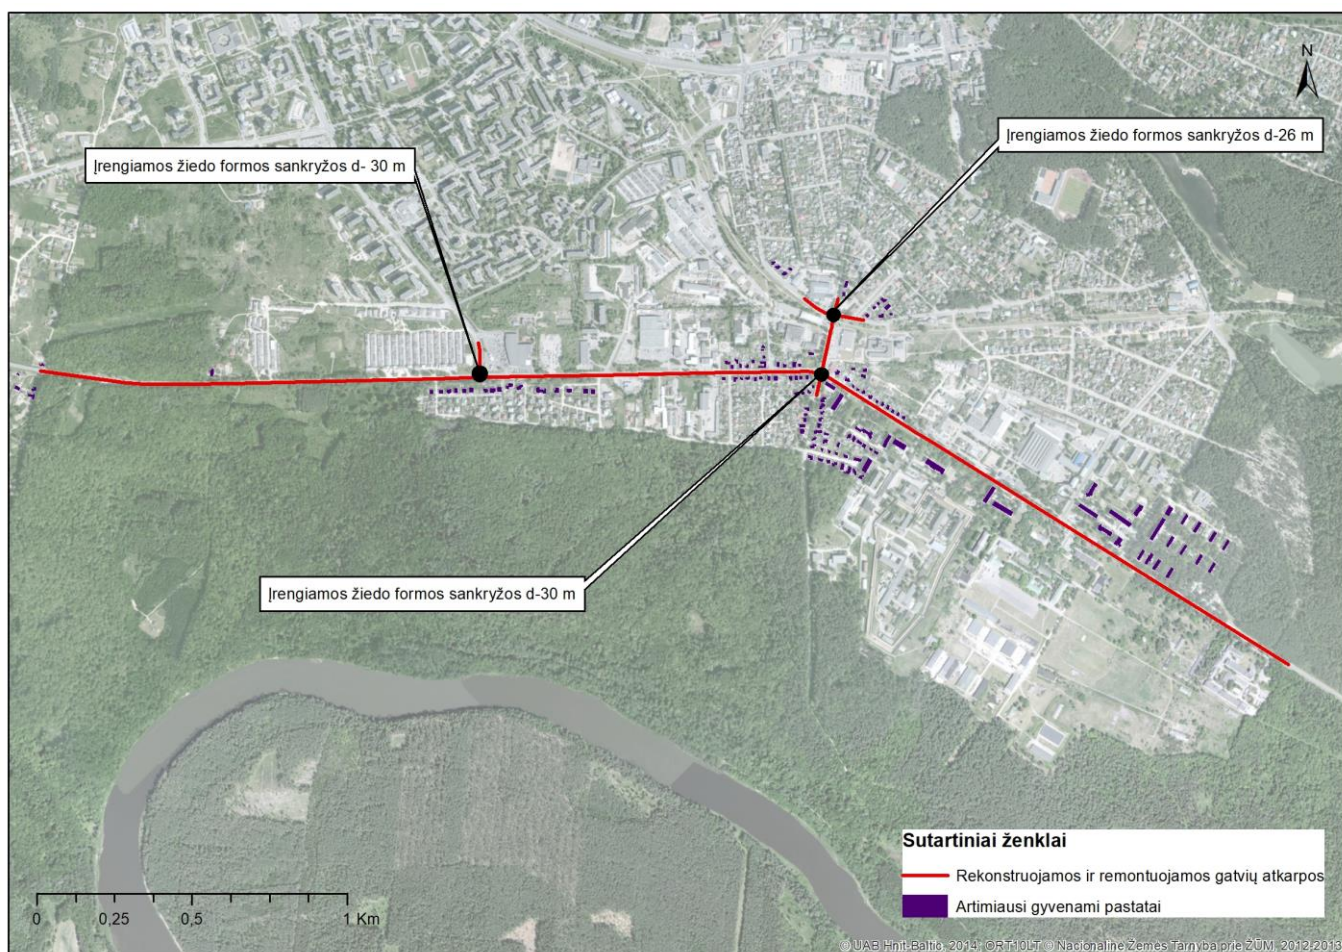 N
Įrengiamos žiedo formos sankryžos d-26 m
Įrengiamos žiedo formos sankryžos d- 30 m
Įrengiamos žiedo formos sankryžos d-30 m
Sutartiniai ženklai
Rekonstruojamos ir remontuojamos gatvių atkarpos
Artimiausi gyvenami pastatai
0 0,25 0,5 1 Km
© UAB Hnit-Baltic, 2014, ORT10LT © Nacionalinė Žemės Tarnyba prie ŽŪM, 2012-2013